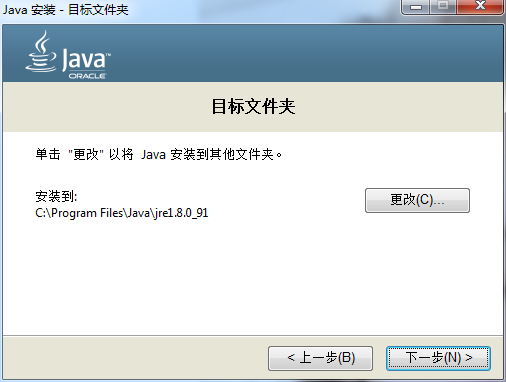 Java 安装 - 目标文件夹
Java™
ORACLE
目标文件夹
单击 "更改" 以将 Java 安装到其他文件夹。
安装到:
C:\Program Files\Java\jre1.8.0_91
更改(C)...
< 上一步(B)
下一步(N) >